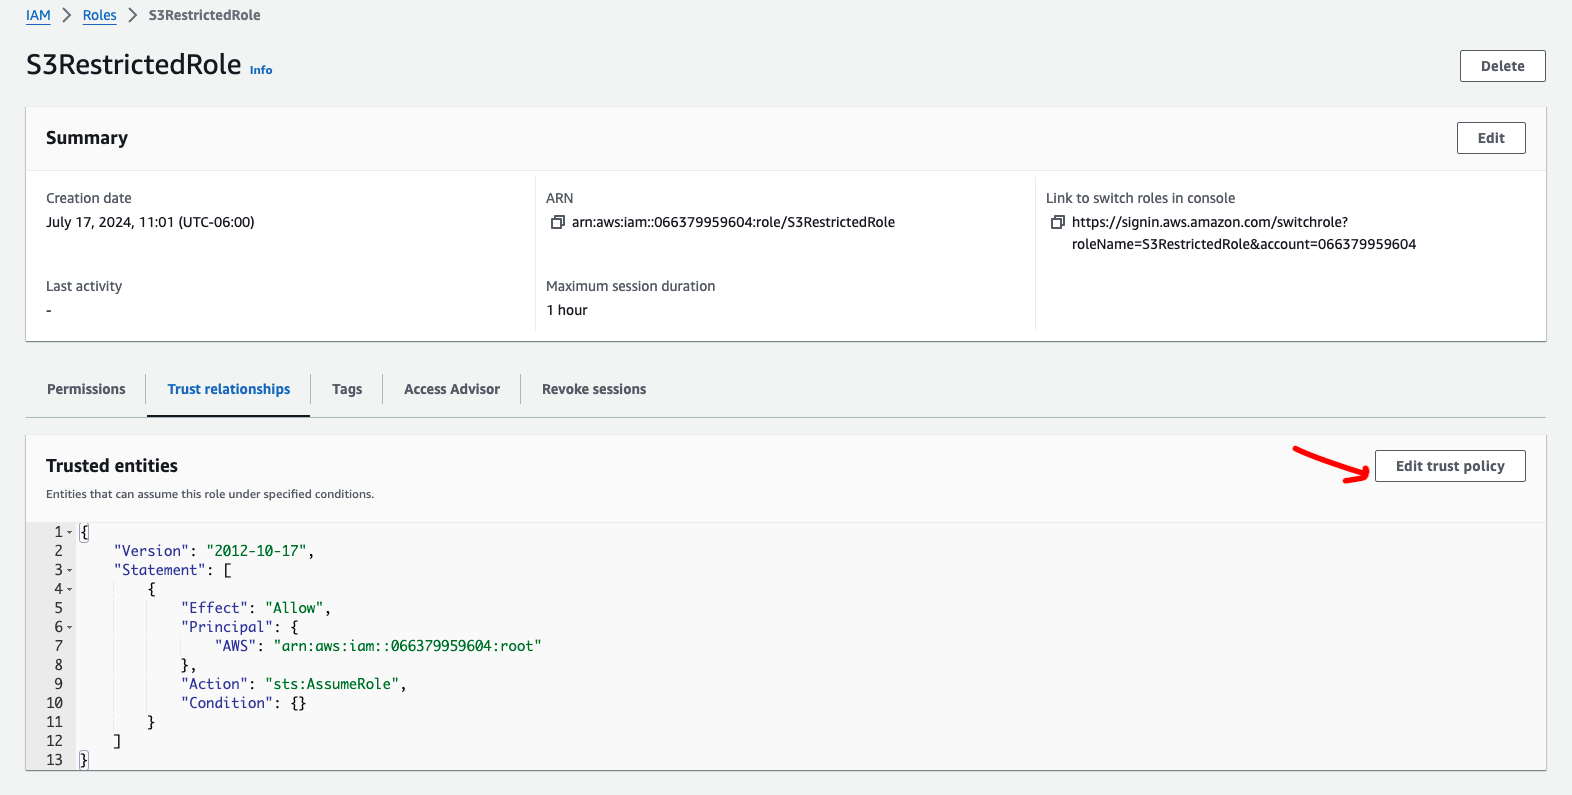 IAM > Roles > S3RestrictedRole
S3RestrictedRole Info
Delete
Summary
Edit
Creation date
July 17, 2024, 11:01 (UTC-06:00)
ARN
arn:aws:iam::066379959604:role/S3RestrictedRole
Link to switch roles in console
https://signin.aws.amazon.com/switchrole?
roleName=S3RestrictedRole&account=066379959604
Last activity
-
Maximum session duration
1 hour
Permissions
Trust relationships
Tags
Access Advisor
Revoke sessions
Trusted entities
Edit trust policy
Entities that can assume this role under specified conditions.
1 {
2     "Version": "2012-10-17",
3     "Statement": [
4         {
5             "Effect": "Allow",
6             "Principal": {
7                 "AWS": "arn:aws:iam::066379959604:root"
8             },
9             "Action": "sts:AssumeRole",
10             "Condition": {}
11         }
12     ]
13 }